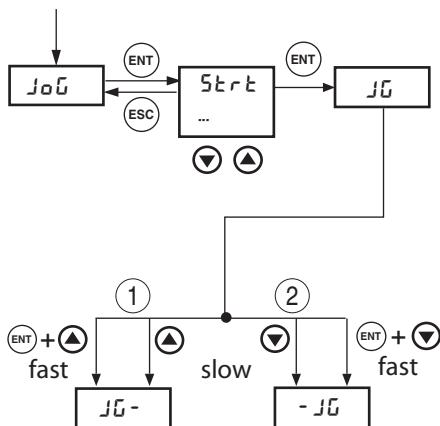 ENT
ENT
JoG
Strt
...
JG
ESC
1
2
ENT +
ENT +
fast
slow
fast
JG-
-JG